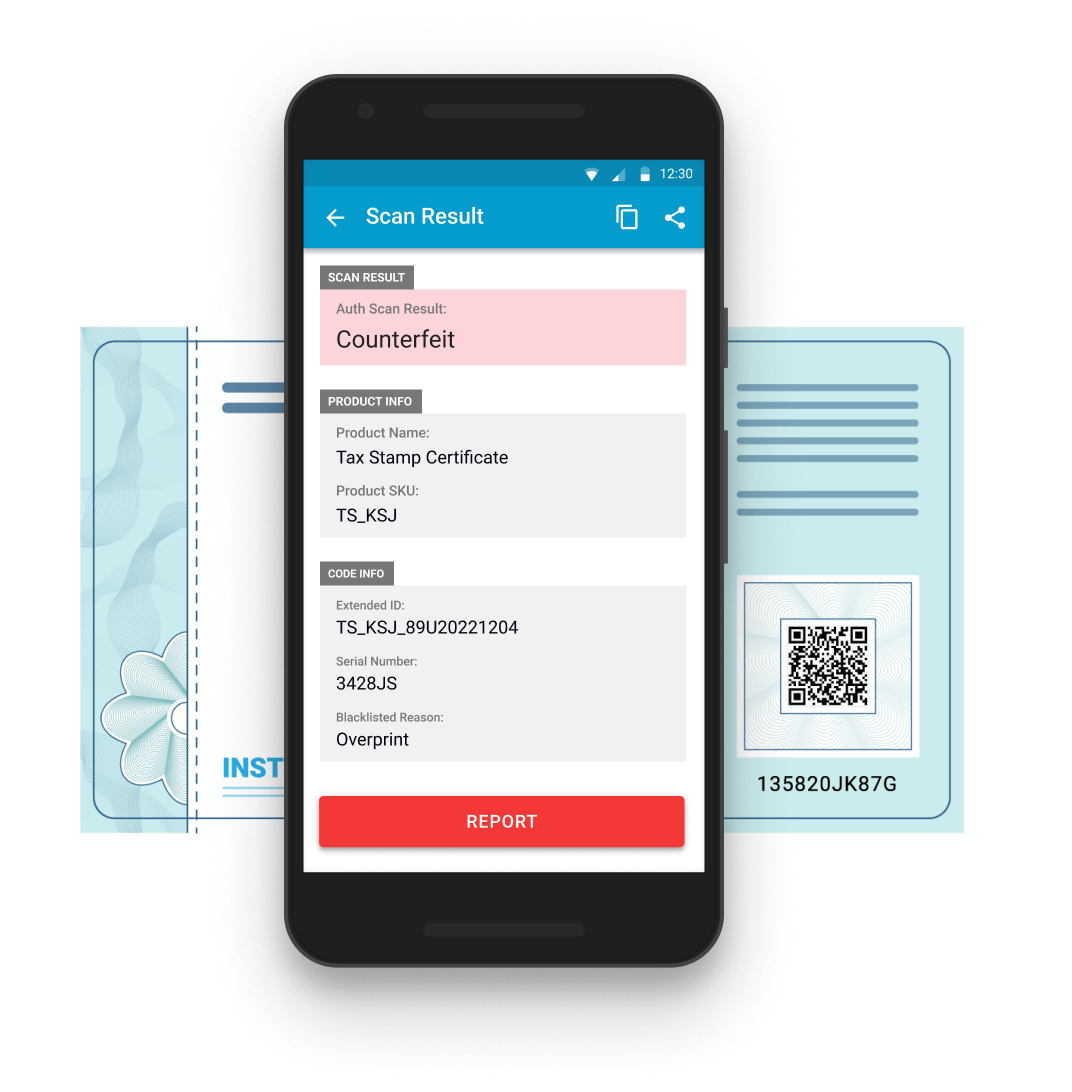 12:30
Scan Result
SCAN RESULT
Auth Scan Result:
Counterfeit
PRODUCT INFO
Product Name:
Tax Stamp Certificate
Product SKU:
TS_KSJ
CODE INFO
Extended ID:
TS_KSJ_89U20221204
Serial Number:
3428JS
Blacklisted Reason:
Overprint
REPORT
INST
135820JK87G